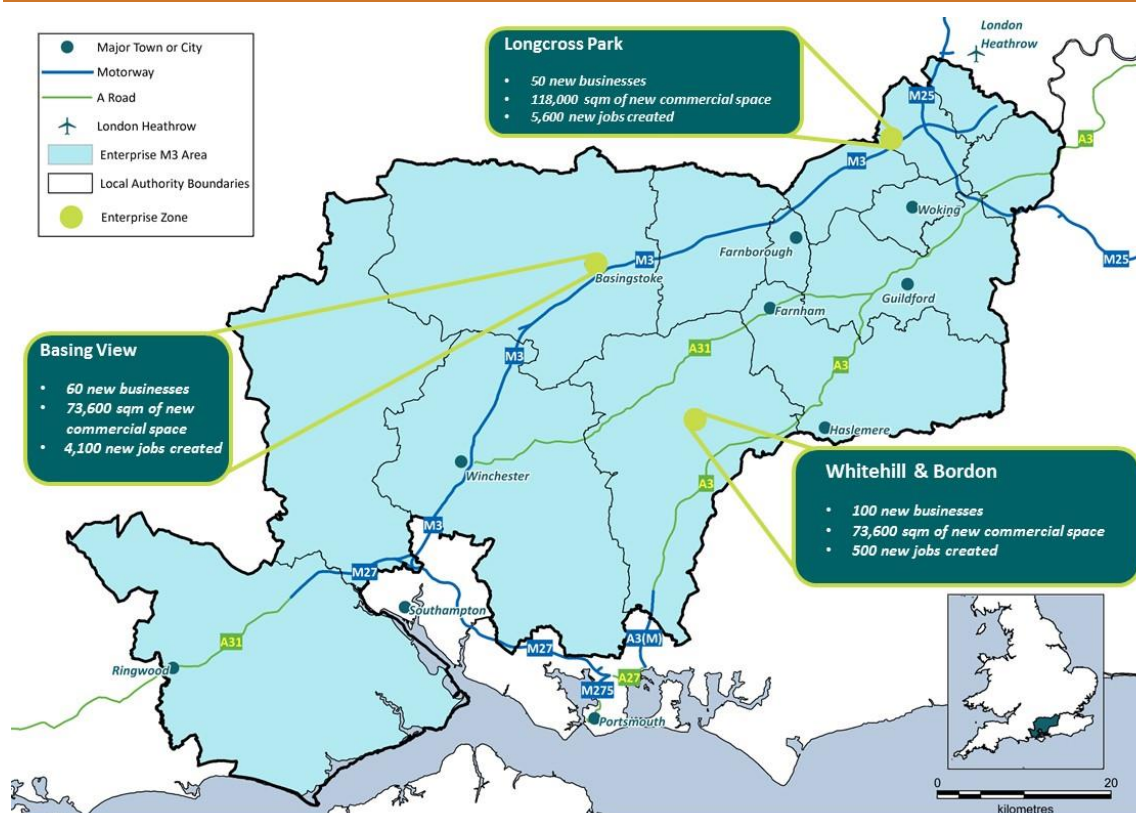 Major Town or City
Motorway
A Road
London Heathrow
Enterprise M3 Area
Local Authority Boundaries
Enterprise Zone
Longcross Park
• 50 new businesses
• 118,000 sqm of new commercial space
• 5,600 new jobs created
London
Heathrow
M25
A3
M3
Woking
Farnborough
M25
M3
Basingstoke
Guildford
Farnham
Basing View
• 60 new businesses
• 73,600 sqm of new
commercial space
• 4,100 new jobs created
M3
A31
A3
Haslemere
Winchester
A3
Whitehill & Bordon
• 100 new businesses
• 73,600 sqm of new commercial space
• 500 new jobs created
M3
M27
Southampton
A31
M27
A3(M)
Ringwood
A27
M275
Portsmouth
0
20
kilometres